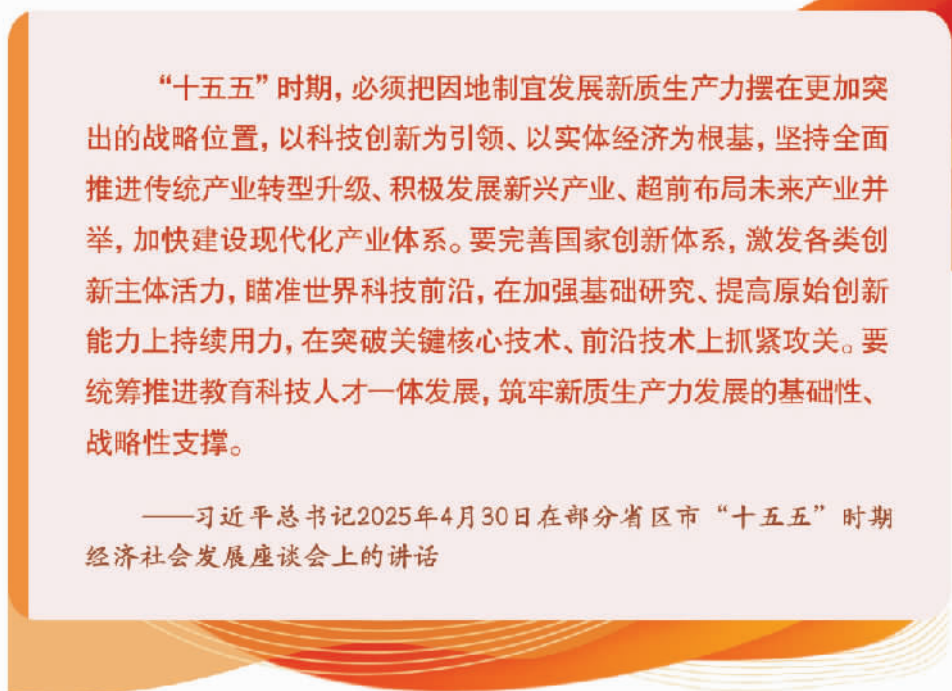 “十五五”时期，必须把因地制宜发展新质生产力摆在更加突
出的战略位置，以科技创新为引领、以实体经济为根基，坚持全面
推进传统产业转型升级、积极发展新兴产业、超前布局未来产业并
举，加快建设现代化产业体系。要完善国家创新体系，激发各类创
新主体活力，瞄准世界科技前沿，在加强基础研究、提高原始创新
能力上持续用力，在突破关键核心技术、前沿技术上抓紧攻关。要
统筹推进教育科技人才一体发展，筑牢新质生产力发展的基础性、
战略性支撑。
——习近平总书记2025年4月30日在部分省区市“十五五”时期
经济社会发展座谈会上的讲话